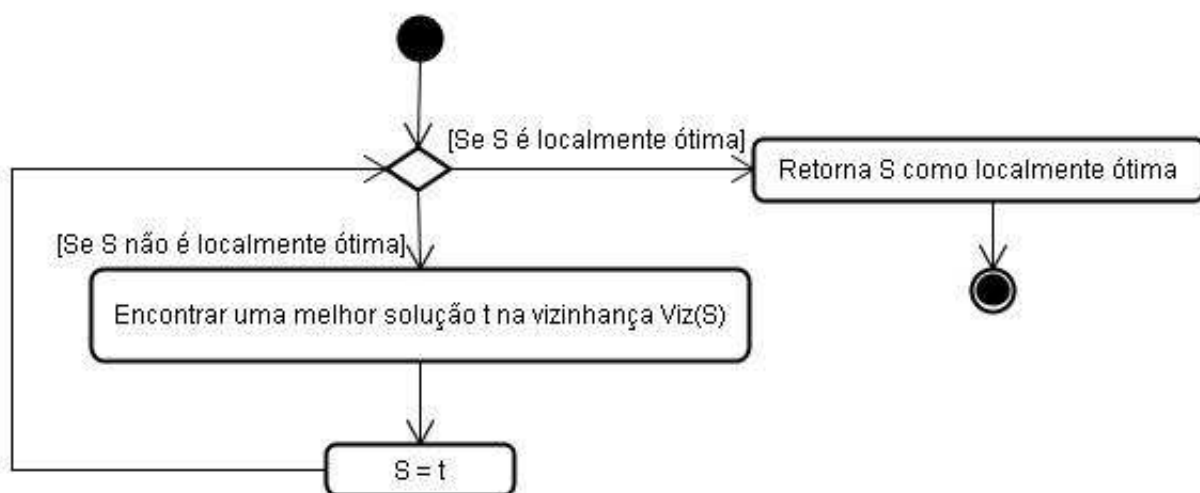 [Se S é localmente ótima]
Retorna S como localmente ótima
[Se S não é localmente ótima]
Encontrar uma melhor solução t na vizinhança Viz(S)
S = t